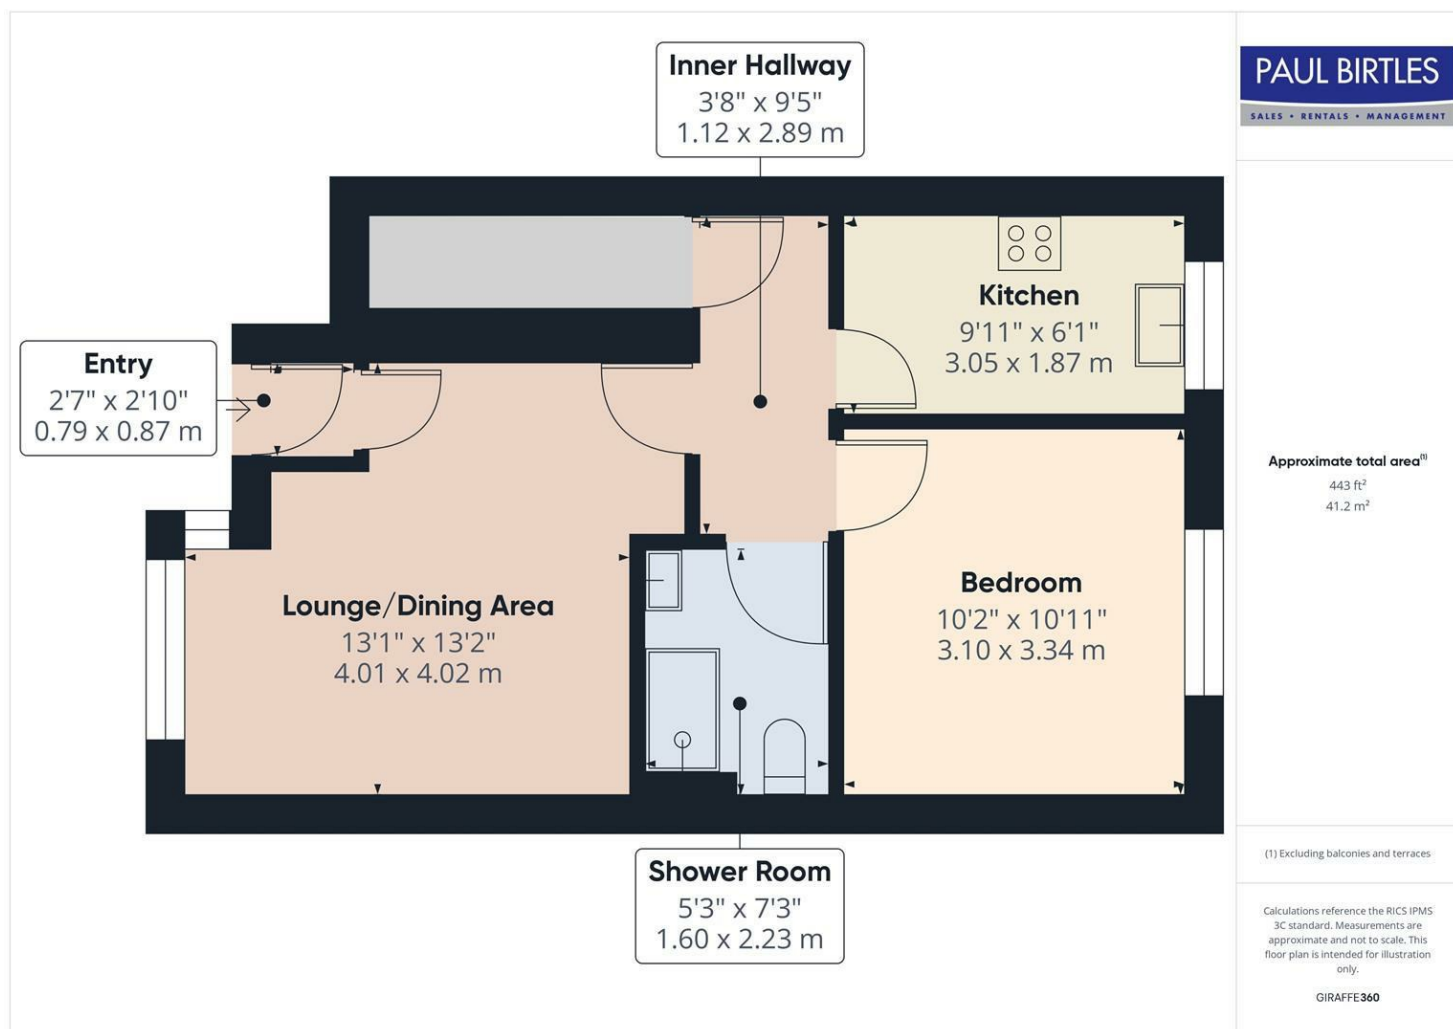 Inner Hallway
3'8" x 9'5"
1.12 x 2.89 m
PAUL BIRTLES
SALES • RENTALS • MANAGEMENT
Kitchen
9'11" x 6'1"
3.05 x 1.87 m
Entry
2'7" x 2'10"
0.79 x 0.87 m
Approximate total area⁽¹⁾
443 ft²
41.2 m²
Lounge/Dining Area
13'1" x 13'2"
4.01 x 4.02 m
Bedroom
10'2" x 10'11"
3.10 x 3.34 m
Shower Room
5'3" x 7'3"
1.60 x 2.23 m
(1) Excluding balconies and terraces
Calculations reference the RICS IPMS
3C standard. Measurements are
approximate and not to scale. This
floor plan is intended for illustration
only.
GIRAFFE360